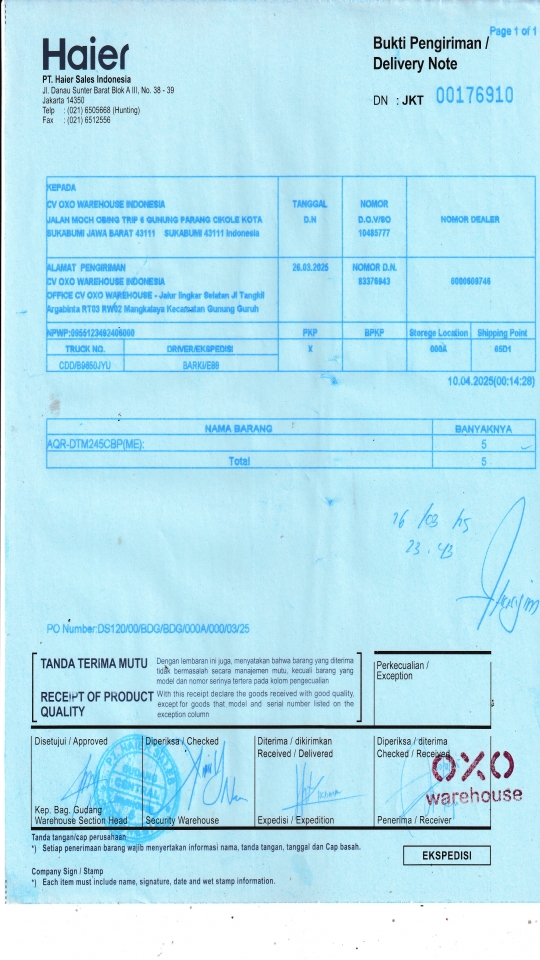 Page 1 of 1
Haier
PT. Haier Sales Indonesia
Jl. Danau Sunter Barat Blok A III, No. 38 - 39
Jakarta 14350
Telp : (021) 6505668 (Hunting)
Fax : (021) 6512556
Bukti Pengiriman /
Delivery Note
DN : JKT 00176910
KEPADA
CV OXO WAREHOUSE INDONESIA
JALAN MOCH OBING TRIP 6 GUNUNG PARANG CIKOLE KOTA
SUKABUMI JAWA BARAT 43111 SUKABUMI 43111 Indonesia
TANGGAL
D.N
NOMOR
D.O.Y/SO
10485777
NOMOR DEALER
ALAMAT PENGIRIMAN
CV OXO WAREHOUSE INDONESIA
OFFICE CV OXO WAREHOUSE - Jalur lingkar Selatan Jl Tangkil
Argabinta RT03 RW02 Mangkalaya Kecamatan Gunung Guruh
26.03.2025
NOMOR D.N.
83376943
6000609746
PKP
BPKP
Storege Location
Shipping Point
TRUCK NO.
DRIVER/EKSPEDISI
X
000A
65D1
CDD/B9650JYU
BARKI/E66
10.04.2025(00:14:28)
NAMA BARANG
BANYAKNYA
AQR-DTM245CBP(ME):
5
Total
5
23.43
PO Number:DS120/00/BDG/BDG/000A/000/03/25
TANDA TERIMA MUTU
Dengan lembaran ini juga, menyatakan bahwa barang yang diterima
tidak bermasalah secara manajemen mutu, kecuali barang yang
model dan nomor serinya tertera pada kolom pengecualian
RECEIPT OF PRODUCT
QUALITY
With this receipt declare the goods received with good quality,
except for goods that model and serial number listed on the
exception column
Perkecualian /
Exception
Disetujui / Approved
Diperiksa / Checked
Diterima / dikirimkan
Received / Delivered
Diperiksa / diterima
Checked / Received
GUDANG
CENTRAL
OXO
warehouse
Kep. Bag. Gudang
Warehouse Section Head
Security Warehouse
Expedisi / Expedition
Penerima / Receiver
Tanda tangan/cap perusahaan
*) Setiap penerimaan barang wajib menyertakan informasi nama, tanda tangan, tanggal dan Cap basah.
EKSPEDISI
Company Sign / Stamp
*) Each item must include name, signature, date and wet stamp information.